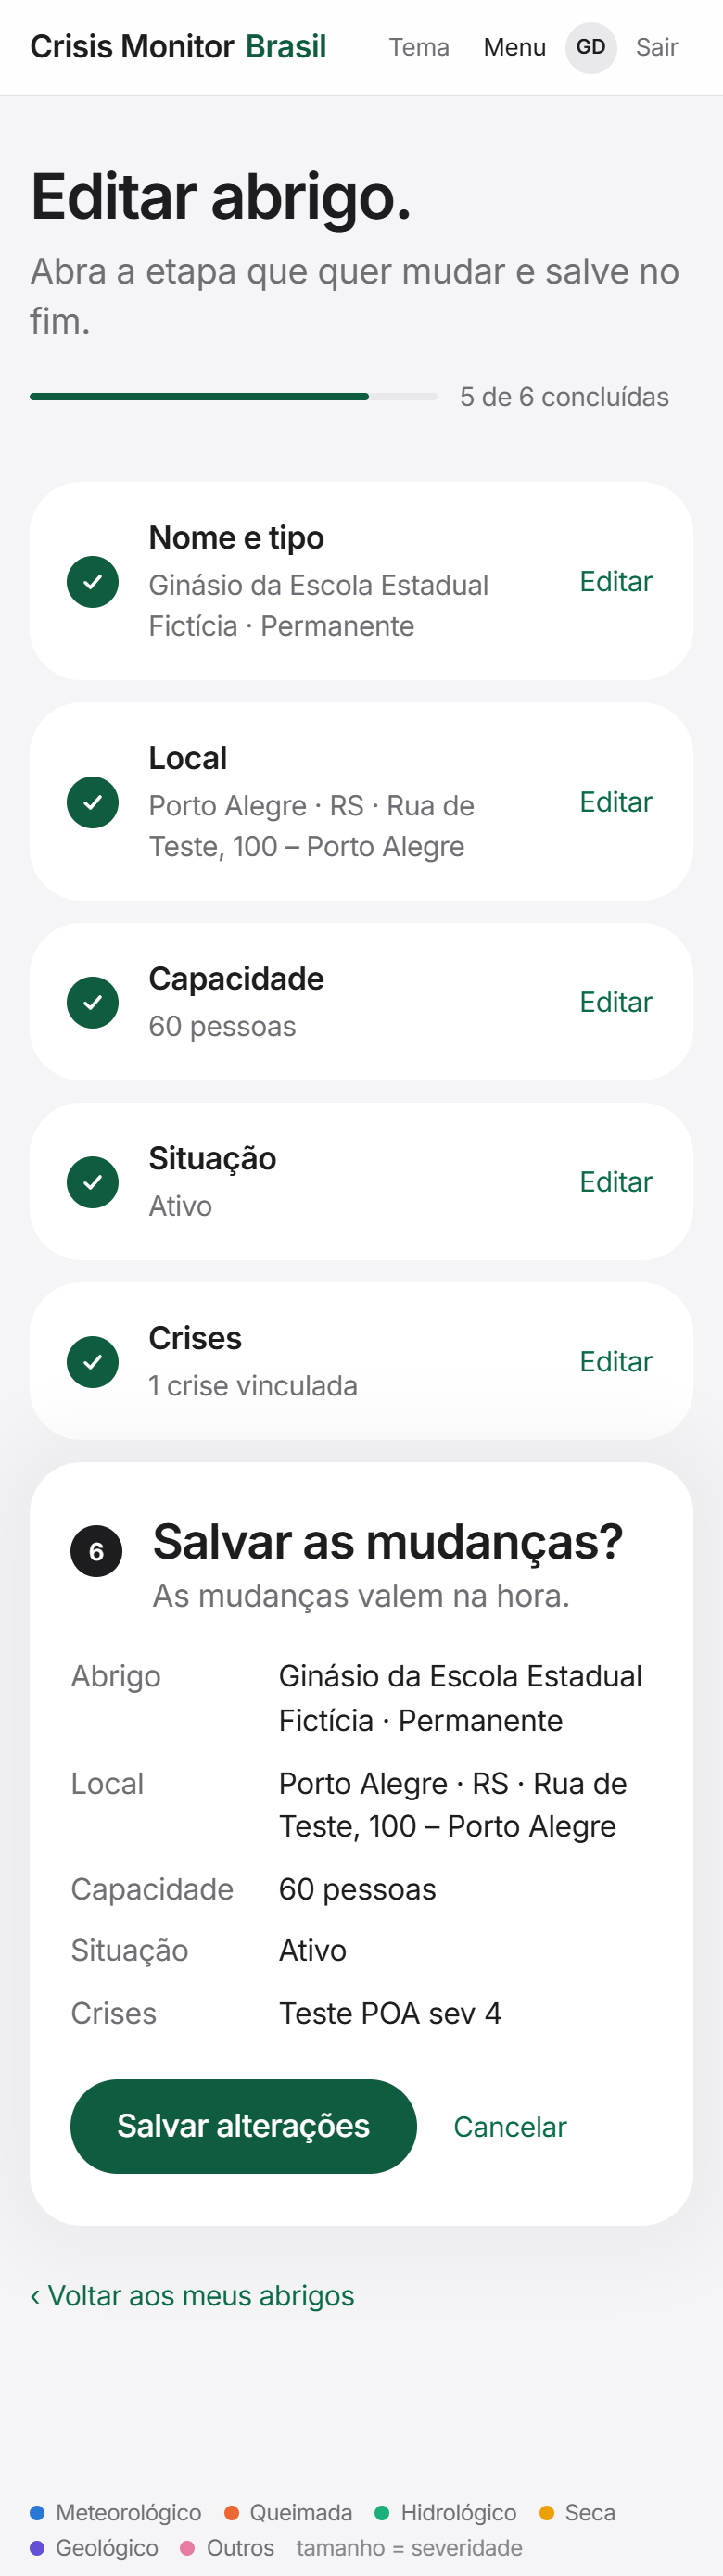 Crisis Monitor Brasil Tema Menu GD Sair
Editar abrigo.
Abra a etapa que quer mudar e salve no
fim.
5 de 6 concluídas
Nome e tipo
Ginásio da Escola Estadual
Fictícia · Permanente
Editar
Local
Porto Alegre · RS · Rua de
Teste, 100 – Porto Alegre
Editar
Capacidade
60 pessoas
Editar
Situação
Ativo
Editar
Crises
1 crise vinculada
Editar
6 Salvar as mudanças?
As mudanças valem na hora.
Abrigo Ginásio da Escola Estadual
Fictícia · Permanente
Local Porto Alegre · RS · Rua de
Teste, 100 – Porto Alegre
Capacidade 60 pessoas
Situação Ativo
Crises Teste POA sev 4
Salvar alterações Cancelar
‹ Voltar aos meus abrigos
Meteorológico Queimada Hidrológico Seca
Geológico Outros tamanho = severidade